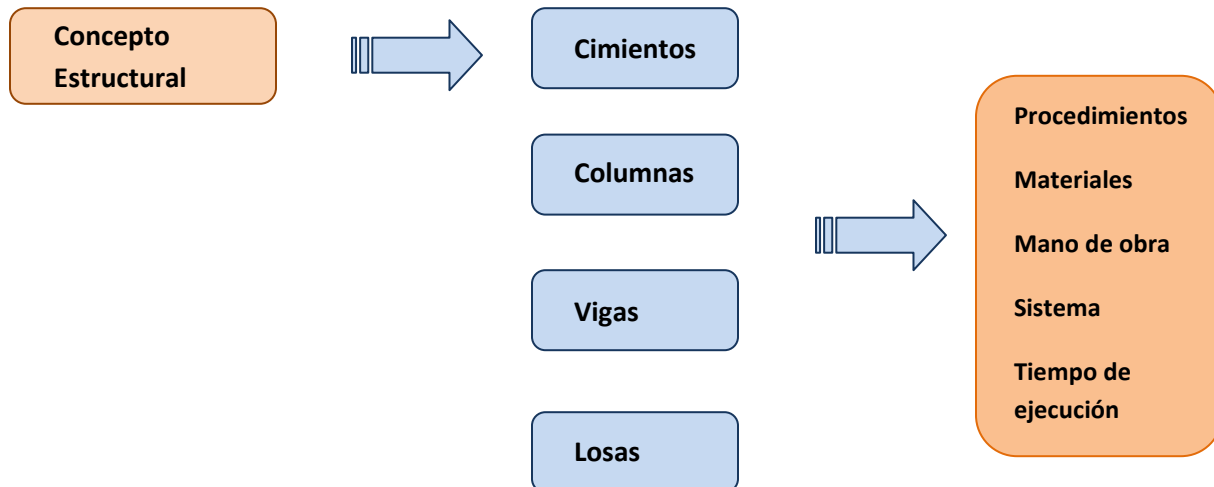 Concepto
Estructural
Cimientos
Columnas
Vigas
Losas
Procedimientos
Materiales
Mano de obra
Sistema
Tiempo de
ejecución